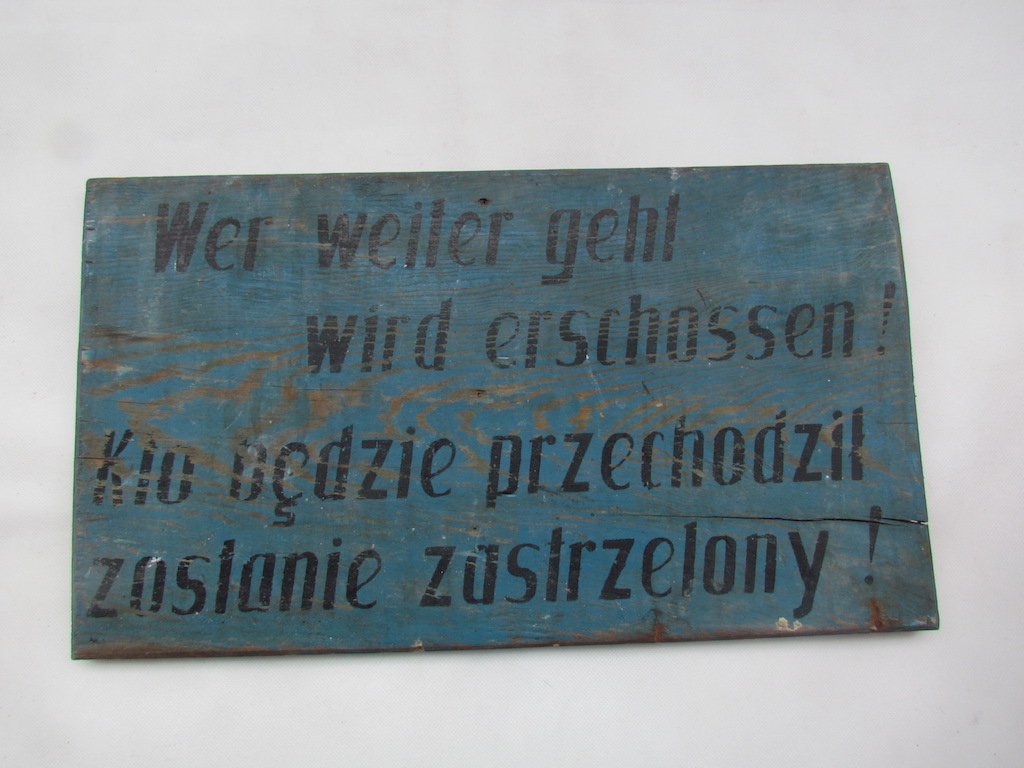 Wer weiter geht
wird erschossen!
Kto będzie przechodził
zostanie zastrzelony!